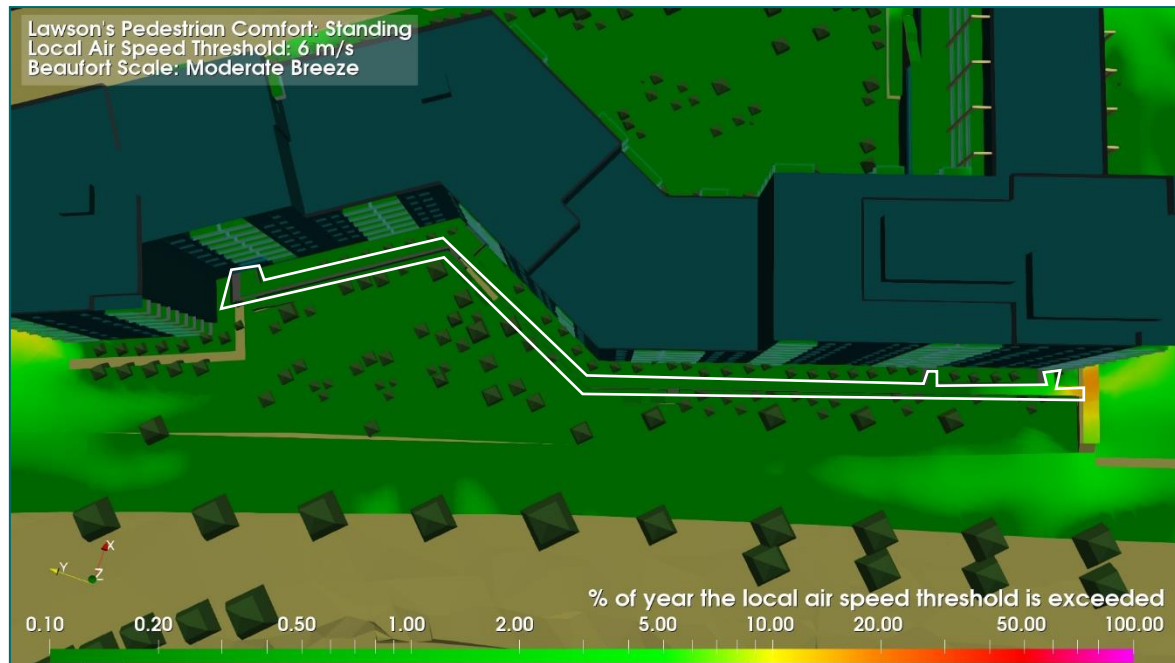 Lawson's Pedestrian Comfort: Standing
Local Air Speed Threshold: 6 m/s
Beaufort Scale: Moderate Breeze
X
Y
Z
% of year the local air speed threshold is exceeded
0.10 0.20 0.50 1.00 2.00 5.00 10.00 20.00 50.00 100.00